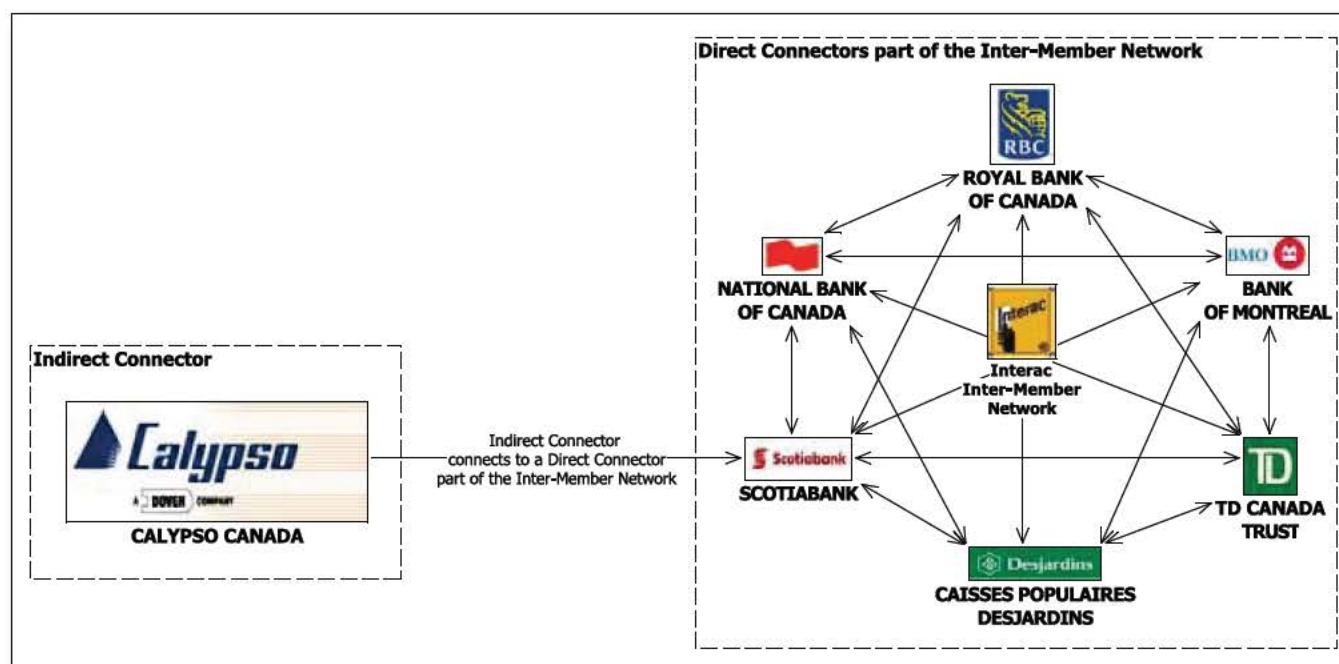 Direct Connectors part of the Inter-Member Network
RBC
ROYAL BANK
OF CANADA
NATIONAL BANK
OF CANADA
BMO
BANK
OF MONTREAL
Interac
Interac
Inter-Member
Network
Indirect Connector
Calypso
A DOVER COMPANY
CALYPSO CANADA
Indirect Connector
connects to a Direct Connector
part of the Inter-Member Network
Scotiabank
SCOTIABANK
TD
TD CANADA
TRUST
Desjardins
CAISSES POPULAIRES
DESJARDINS